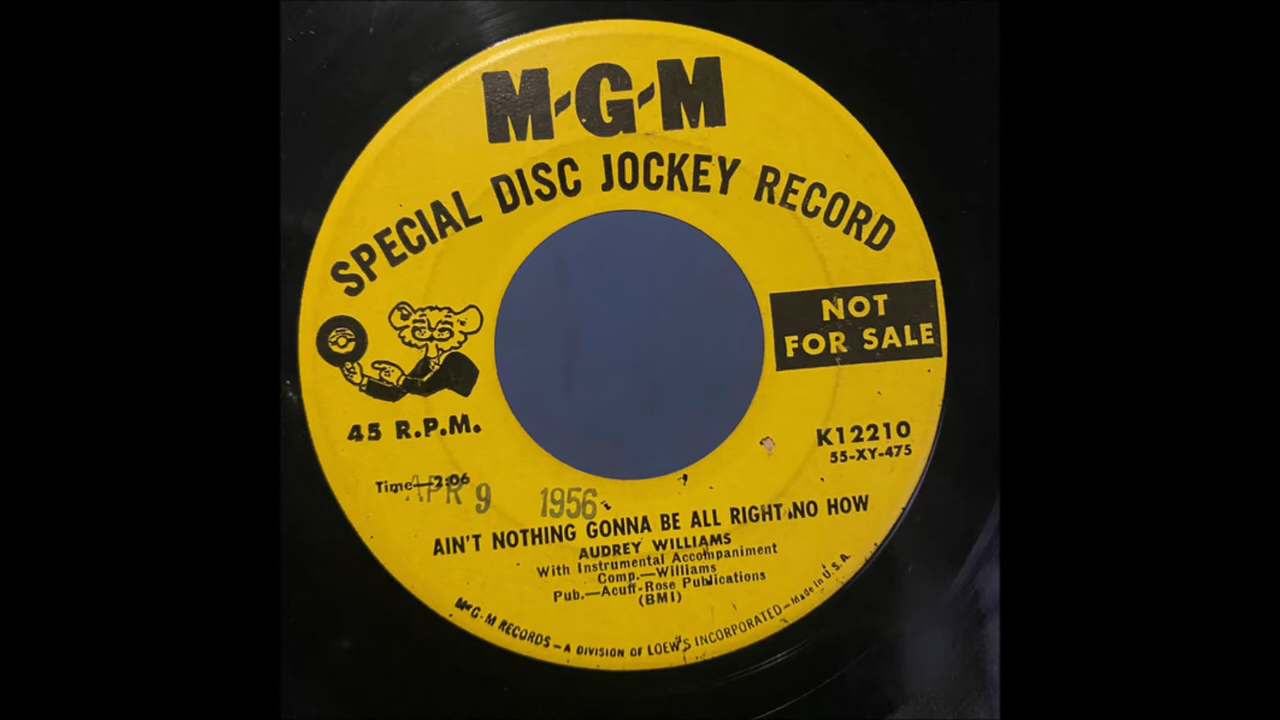 M-G-M
SPECIAL DISC JOCKEY RECORD
NOT
FOR SALE
45 R.P.M.
K12210
55-XY-475
Time—2:06
APR 9 1956
AIN'T NOTHING GONNA BE ALL RIGHT NO HOW
AUDREY WILLIAMS
With Instrumental Accompaniment
Comp.—Williams
Pub.—Acuff-Rose Publications
(BMI)
M-G-M RECORDS—A DIVISION OF LOEW'S INCORPORATED—Made in U.S.A.